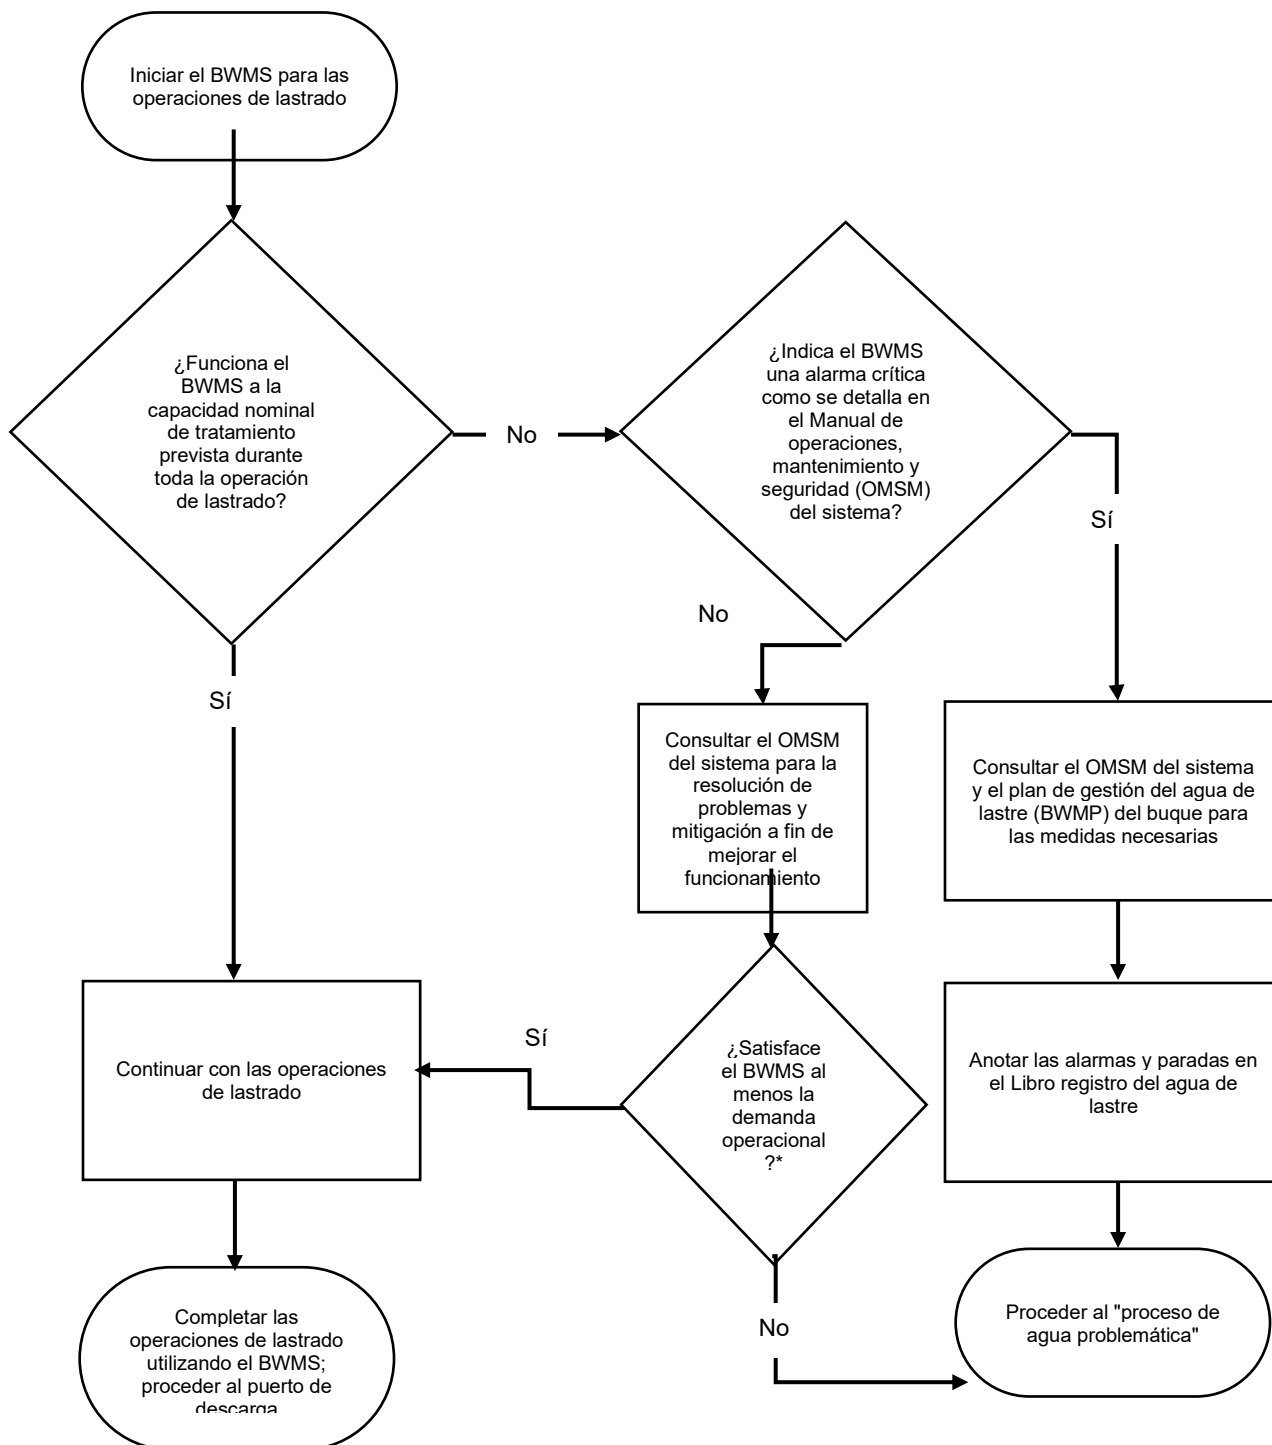 Iniciar el BWMS para las
operaciones de lastrado
¿Funciona el
BWMS a la
capacidad nominal
de tratamiento
prevista durante
toda la operación
de lastrado?
No
¿Indica el BWMS
una alarma crítica
como se detalla en
el Manual de
operaciones,
mantenimiento y
seguridad (OMSM)
del sistema?
Sí
No
Sí
Consultar el OMSM
del sistema para la
resolución de
problemas y
mitigación a fin de
mejorar el
funcionamiento
Consultar el OMSM del sistema
y el plan de gestión del agua de
lastre (BWMP) del buque para
las medidas necesarias
Continuar con las operaciones
de lastrado
Sí
¿Satisface
el BWMS al
menos la
demanda
operacional
?*
Anotar las alarmas y paradas en
el Libro registro del agua de
lastre
No
Completar las
operaciones de lastrado
utilizando el BWMS;
proceder al puerto de
descarga
Proceder al "proceso de
agua problemática"